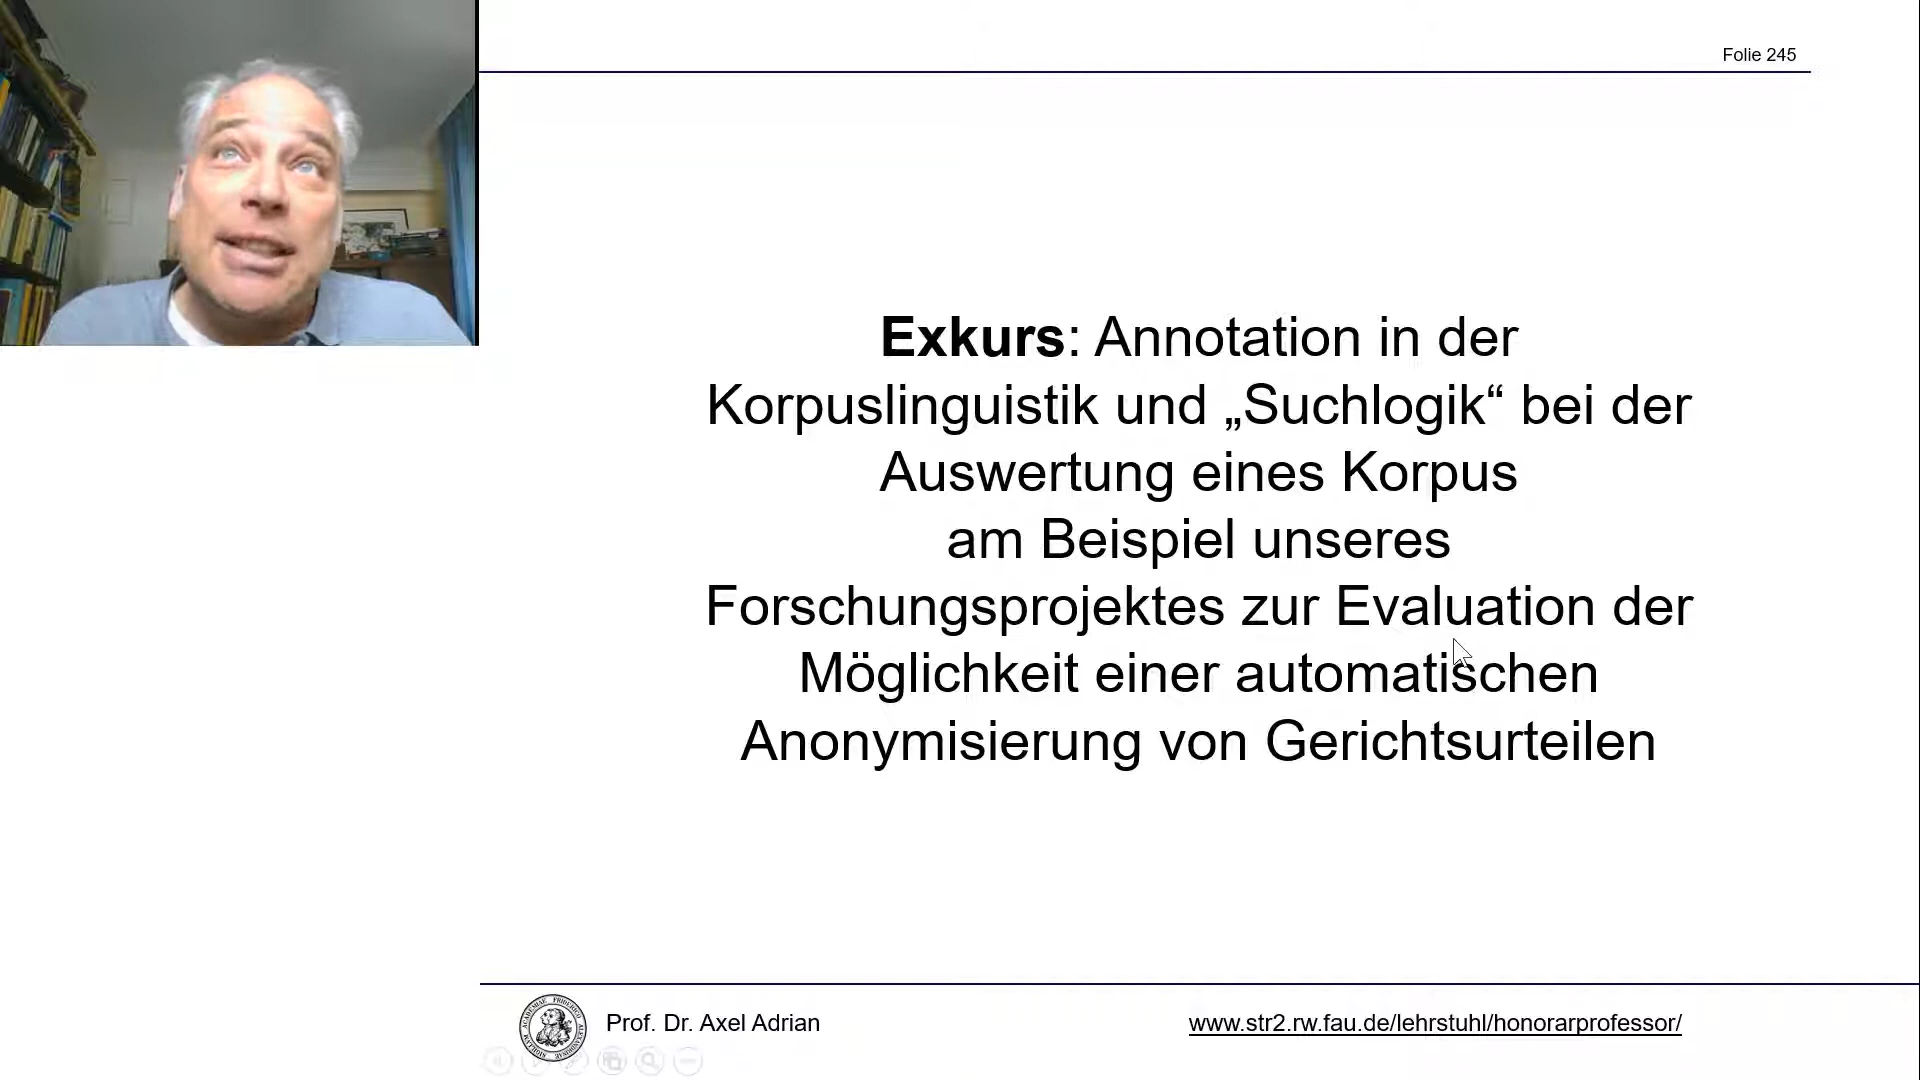 Folie 245
Exkurs: Annotation in der
Korpuslinguistik und „Suchlogik“ bei der
Auswertung eines Korpus
am Beispiel unseres
Forschungsprojektes zur Evaluation der
Möglichkeit einer automatischen
Anonymisierung von Gerichtsurteilen
Prof. Dr. Axel Adrian
www.str2.rw.fau.de/lehrstuhl/honorarprofessor/